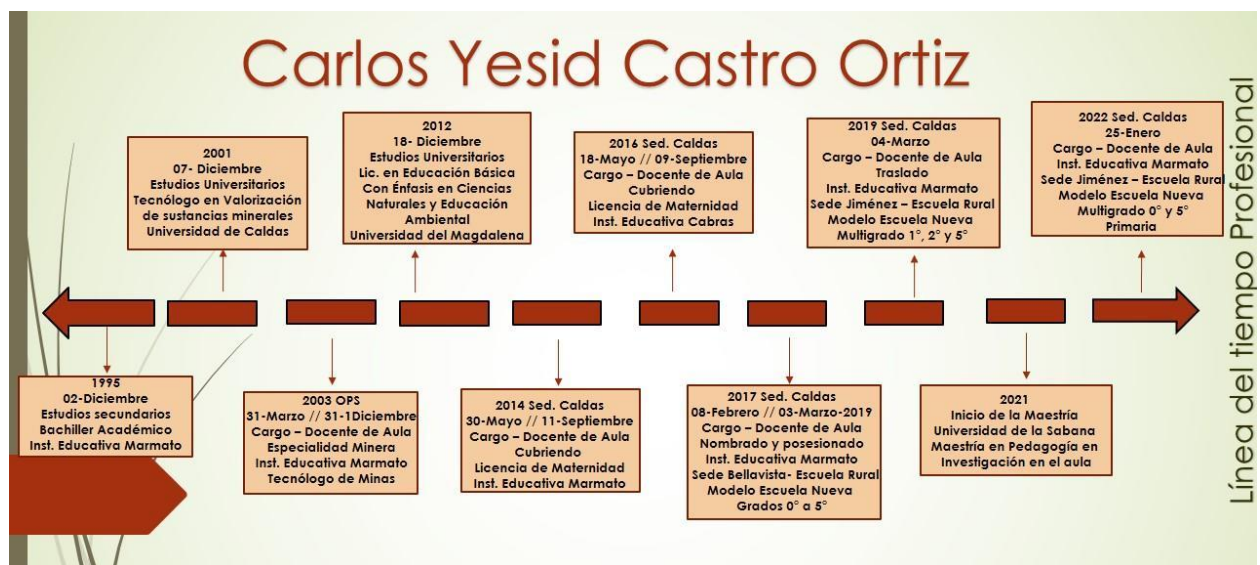 Carlos Yesid Castro Ortiz
Línea del tiempo Profesional
1995
02-Diciembre
Estudios secundarios
Bachiller Académico
Inst. Educativa Marmato
2001
07- Diciembre
Estudios Universitarios
Tecnólogo en Valorización
de sustancias minerales
Universidad de Caldas
2003 OPS
31-Marzo // 31-1Diciembre
Cargo – Docente de Aula
Especialidad Minera
Inst. Educativa Marmato
Tecnólogo de Minas
2012
18- Diciembre
Estudios Universitarios
Lic. en Educación Básica
Con Énfasis en Ciencias
Naturales y Educación
Ambiental
Universidad del Magdalena
2014 Sed. Caldas
30-Mayo // 11-Septiembre
Cargo – Docente de Aula
Cubriendo
Licencia de Maternidad
Inst. Educativa Marmato
2016 Sed. Caldas
18-Mayo // 09-Septiembre
Cargo – Docente de Aula
Cubriendo
Licencia de Maternidad
Inst. Educativa Cabras
2017 Sed. Caldas
08-Febrero // 03-Marzo-2019
Cargo – Docente de Aula
Nombrado y posesionado
Inst. Educativa Marmato
Sede Bellavista- Escuela Rural
Modelo Escuela Nueva
Grados 0° a 5°
2019 Sed. Caldas
04-Marzo
Cargo – Docente de Aula
Traslado
Inst. Educativa Marmato
Sede Jiménez – Escuela Rural
Modelo Escuela Nueva
Multigrado 1°, 2° y 5°
2021
Inicio de la Maestría
Universidad de la Sabana
Maestría en Pedagogía en
Investigación en el aula
2022 Sed. Caldas
25-Enero
Cargo – Docente de Aula
Inst. Educativa Marmato
Sede Jiménez – Escuela Rural
Modelo Escuela Nueva
Multigrado 0° y 5°
Primaria